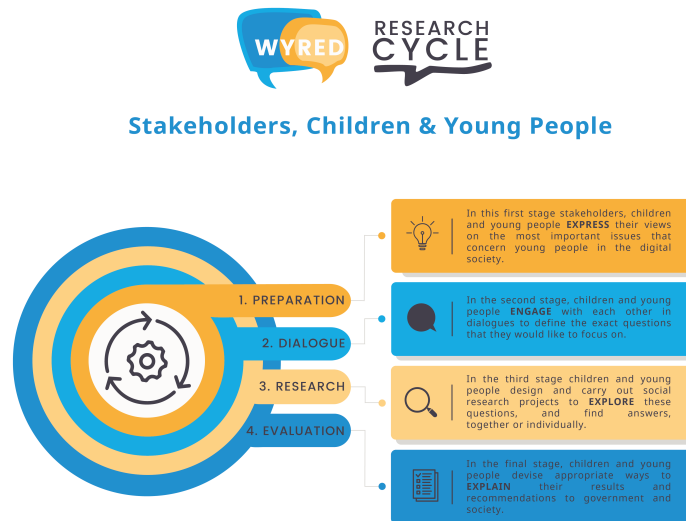 WYRED
RESEARCH
CYCLE
Stakeholders, Children & Young People
1. PREPARATION
2. DIALOGUE
3. RESEARCH
4. EVALUATION
In this first stage stakeholders, children
and young people EXPRESS their views
on the most important issues that
concern young people in the digital
society.
In the second stage, children and young
people ENGAGE with each other in
dialogues to define the exact questions
that they would like to focus on.
In the third stage children and young
people design and carry out social
research projects to EXPLORE these
questions, and find answers,
together or individually.
In the final stage, children and young
people devise appropriate ways to
EXPLAIN their results and
recommendations to government and
society.